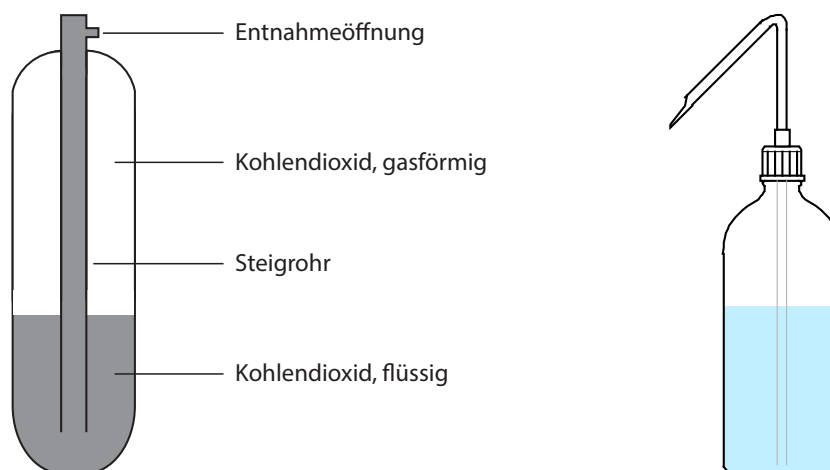 Entnahmeöffnung
Kohlendioxid, gasförmig
Steigrohr
Kohlendioxid, flüssig